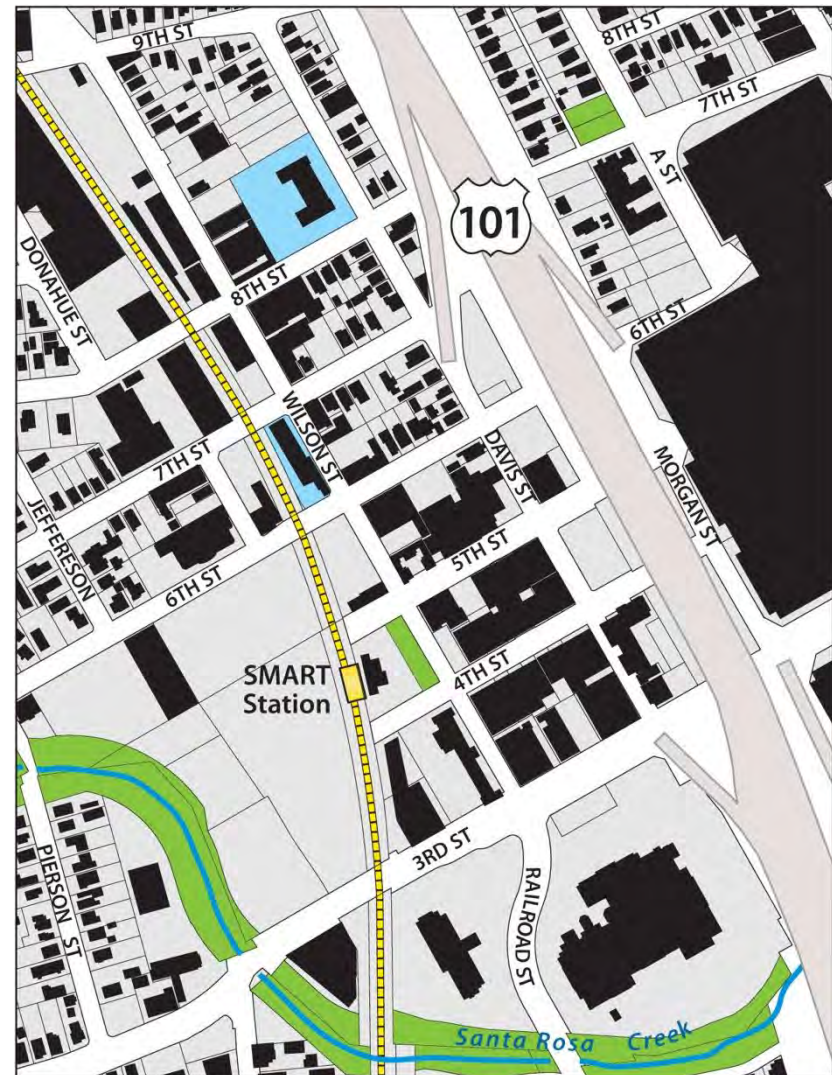 9TH ST
8TH ST
7TH ST
A ST
101
DONAHUE ST
8TH ST
6TH ST
WILSON ST
7TH ST
DAVIS ST
MORGAN ST
JEFFERESON
6TH ST
5TH ST
SMART
Station
4TH ST
3RD ST
PIERSON ST
RAILROAD ST
Santa Rosa Creek